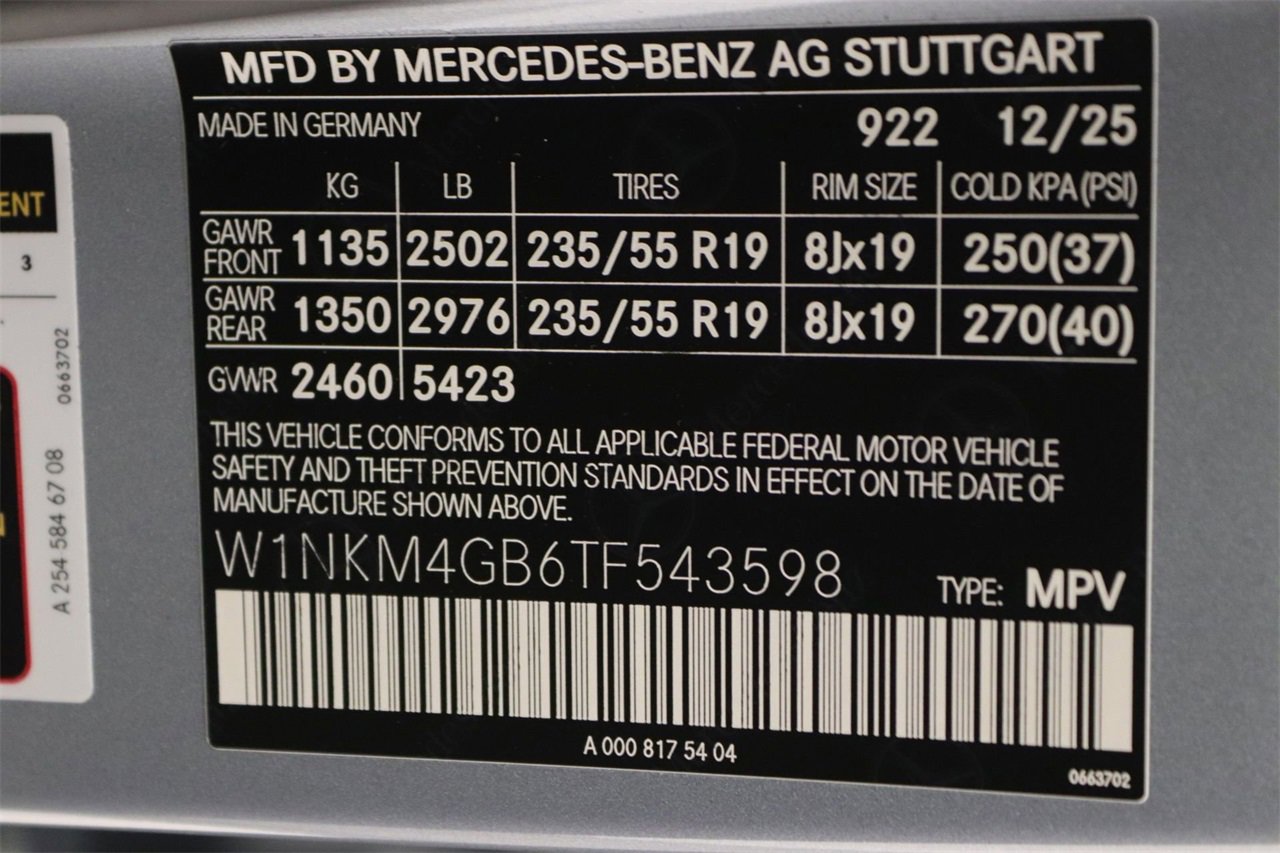 MFD BY MERCEDES-BENZ AG STUTTGART
MADE IN GERMANY 922 12/25
KG LB TIRES RIM SIZE COLD KPA(PSI)
GAWR FRONT 1135 2502 235/55 R19 8Jx19 250(37)
GAWR REAR 1350 2976 235/55 R19 8Jx19 270(40)
GVWR 2460 5423
THIS VEHICLE CONFORMS TO ALL APPLICABLE FEDERAL MOTOR VEHICLE
SAFETY AND THEFT PREVENTION STANDARDS IN EFFECT ON THE DATE OF
MANUFACTURE SHOWN ABOVE.
W1NKM4GB6TF543598 TYPE: MPV
A 000 817 54 04
0663702
ENT
3
A 254 584 67 08 0663702